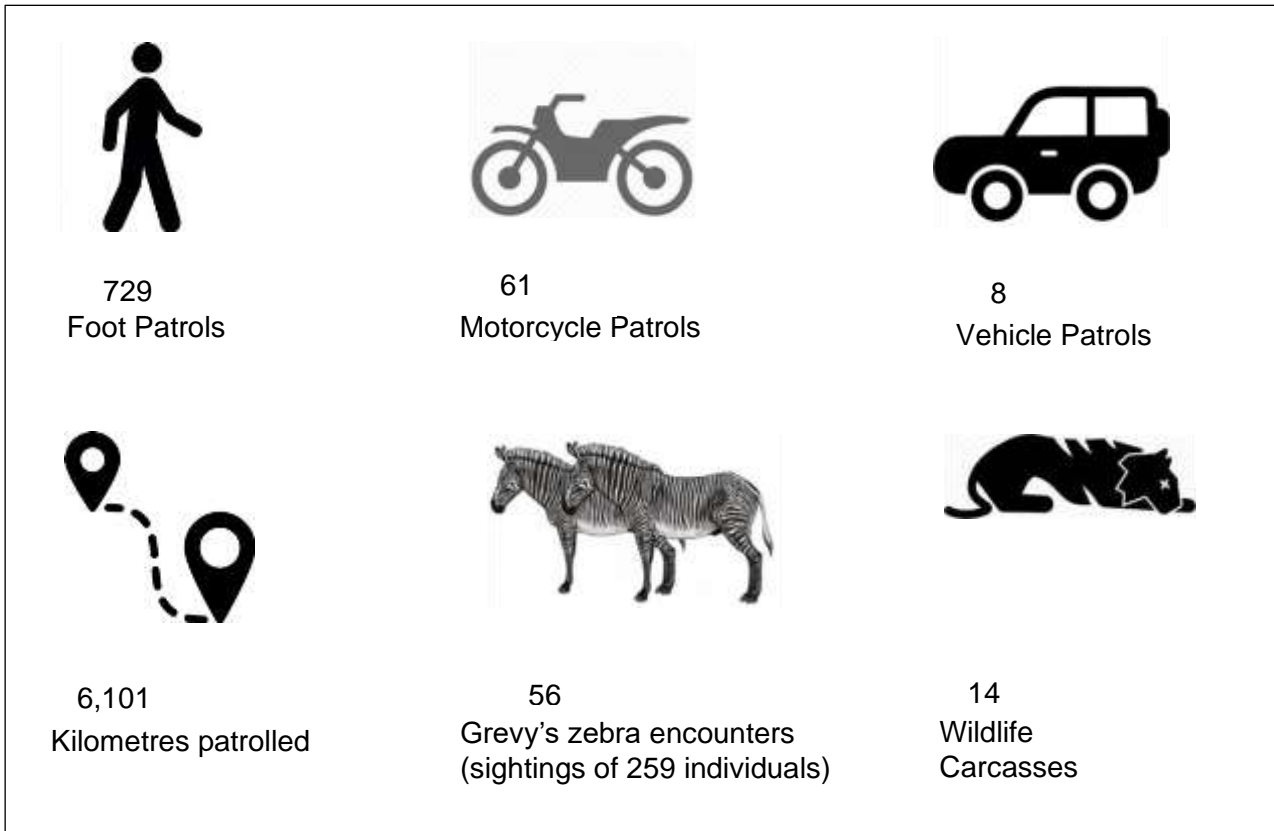 729
Foot Patrols
61
Motorcycle Patrols
8
Vehicle Patrols
6,101
Kilometres patrolled
56
Grevy’s zebra encounters
(sightings of 259 individuals)
14
Wildlife
Carcasses